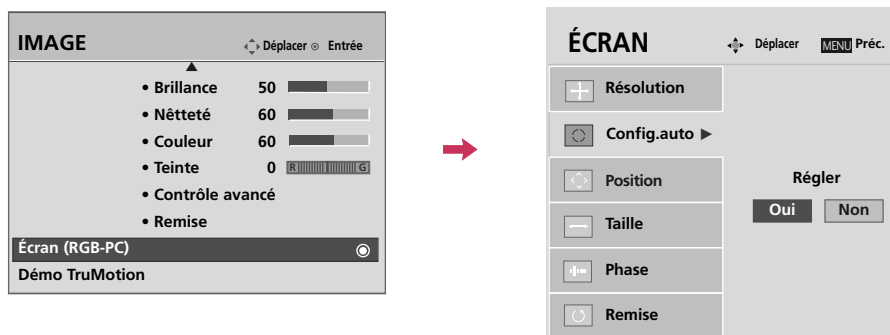 IMAGE
Déplacer Entrée
• Brillance 50
• Nêtteté 60
• Couleur 60
• Teinte 0 R G
• Contrôle avancé
• Remise
Écran (RGB-PC)
Démo TruMotion
ÉCRAN
Déplacer MENU Préc.
Résolution
Config.auto ►
Position
Taille
Phase
Remise
Régler
Oui Non